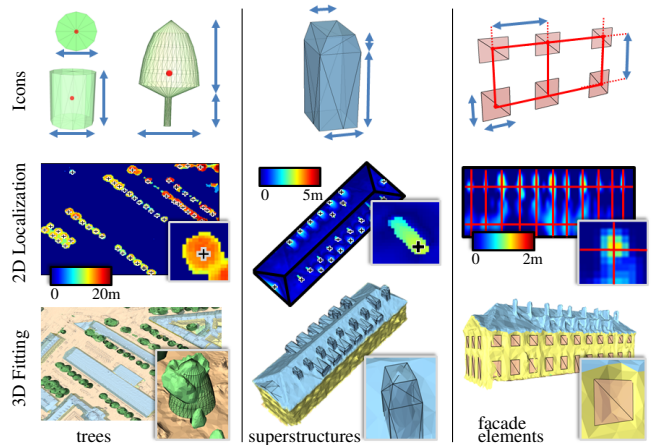 Icons
2D Localization
0 20m
0 5m
0 2m
3D Fitting
trees
superstructures
facade
elements